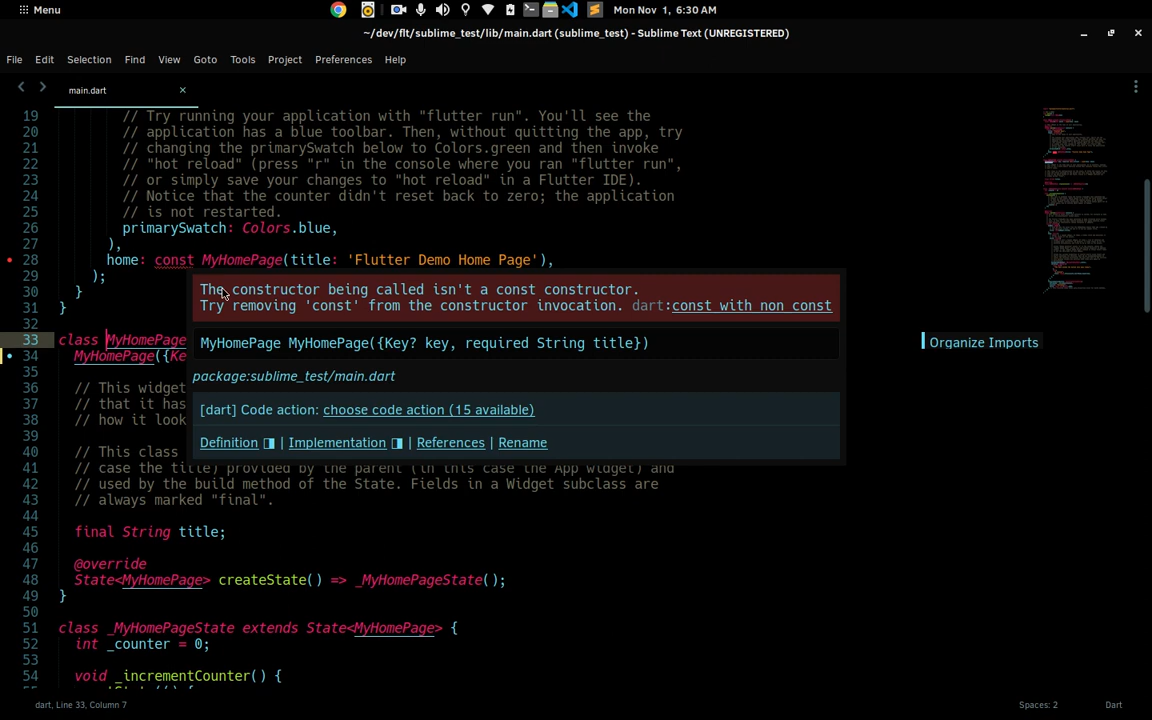 Menu
Mon Nov 1, 6:30 AM
~/dev/flt/sublime_test/lib/main.dart (sublime_test) - Sublime Text (UNREGISTERED)
File Edit Selection Find View Goto Tools Project Preferences Help
main.dart
19 // Try running your application with "flutter run". You'll see the
20 // application has a blue toolbar. Then, without quitting the app, try
21 // changing the primarySwatch below to Colors.green and then invoke
22 // "hot reload" (press "r" in the console where you ran "flutter run",
23 // or simply save your changes to "hot reload" in a Flutter IDE).
24 // Notice that the counter didn't reset back to zero; the application
25 // is not restarted.
26 primarySwatch: Colors.blue,
27 ),
28 home: const MyHomePage(title: 'Flutter Demo Home Page'),
29 );
30 }
31 }
32
33 class MyHomePage
34 MyHomePage({Ke
35
36 // This widget
37 // that it has
38 // how it look
39
40 // This class
41 // case the title) provided by the parent (in this case the App widget) and
42 // used by the build method of the State. Fields in a Widget subclass are
43 // always marked "final".
44
45 final String title;
46
47 @override
48 State<MyHomePage> createState() => _MyHomePageState();
49 }
50
51 class _MyHomePageState extends State<MyHomePage> {
52 int _counter = 0;
53
54 void _incrementCounter() {
The constructor being called isn't a const constructor.
Try removing 'const' from the constructor invocation. dart:const_with_non_const
MyHomePage MyHomePage({Key? key, required String title})
package:sublime_test/main.dart
[dart] Code action: choose code action (15 available)
Definition | Implementation | References | Rename
Organize Imports
dart, Line 33, Column 7
Spaces: 2
Dart